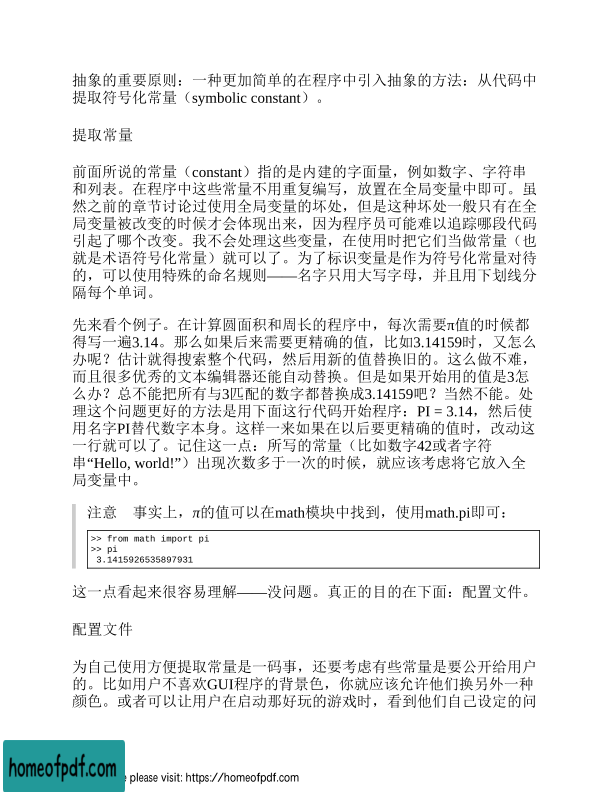 抽象的重要原则：一种更加简单的在程序中引入抽象的方法：从代码中
提取符号化常量（symbolic constant）。
提取常量
前面所说的常量（constant）指的是内建的字面量，例如数字、字符串
和列表。在程序中这些常量不用重复编写，放置在全局变量中即可。虽
然之前的章节讨论过使用全局变量的坏处，但是这种坏处一般只有在全
局变量被改变的时候才会体现出来，因为程序员可能难以追踪哪段代码
引起了哪个改变。我不会处理这些变量，在使用时把它们当做常量（也
就是术语符号化常量）就可以了。为了标识变量是作为符号化常量对待
的，可以使用特殊的命名规则——名字只用大写字母，并且用下划线分
隔每个单词。
先来看个例子。在计算圆面积和周长的程序中，每次需要π值的时候都
得写一遍3.14。那么如果后来需要更精确的值，比如3.14159时，又怎么
办呢？估计就得搜索整个代码，然后用新的值替换旧的。这么做不难，
而且很多优秀的文本编辑器还能自动替换。但是如果开始用的值是3怎
么办？总不能把所有与3匹配的数字都替换成3.14159吧？当然不能。处
理这个问题更好的方法是用下面这行代码开始程序：PI = 3.14，然后使
用名字PI替代数字本身。这样一来如果在以后要更精确的值时，改动这
一行就可以了。记住这一点：所写的常量（比如数字42或者字符
串“Hello, world!”）出现次数多于一次的时候，就应该考虑将它放入全
局变量中。
注意　事实上，π的值可以在math模块中找到，使用math.pi即可：
>> from math import pi
>> pi
3.1415926535897931
这一点看起来很容易理解——没问题。真正的目的在下面：配置文件。
配置文件
为自己使用方便提取常量是一码事，还要考虑有些常量是要公开给用户
的。比如用户不喜欢GUI程序的背景色，你就应该允许他们换另外一种
颜色。或者可以让用户在启动那好玩的游戏时，看到他们自己设定的问
homeofpdf.com
e please visit: https://homeofpdf.com